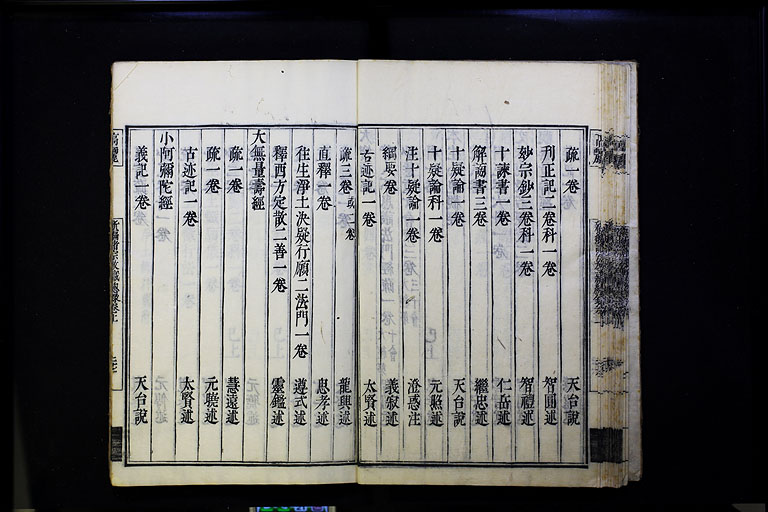 疏一卷 天台說
刋正記二卷科一卷 智圓述
妙宗鈔三卷科一卷 智禮述
十諫書一卷 仁岳述
解謗書三卷 繼忠述
十疑論一卷 天台說
十疑論科一卷 元照述
注十疑論一卷 澄彧注
綱要一卷 義寂述
古迹記一卷 太賢述
疏三卷或二卷 龍興述
直釋一卷 思孝述
往生淨土決疑行願二法門一卷 遵式述
釋西方定散二善一卷 靈鑑述
大無量壽經
疏一卷 慧遠述
疏一卷 元曉述
古迹記一卷 太賢述
小阿彌陀經
義記一卷 天台說